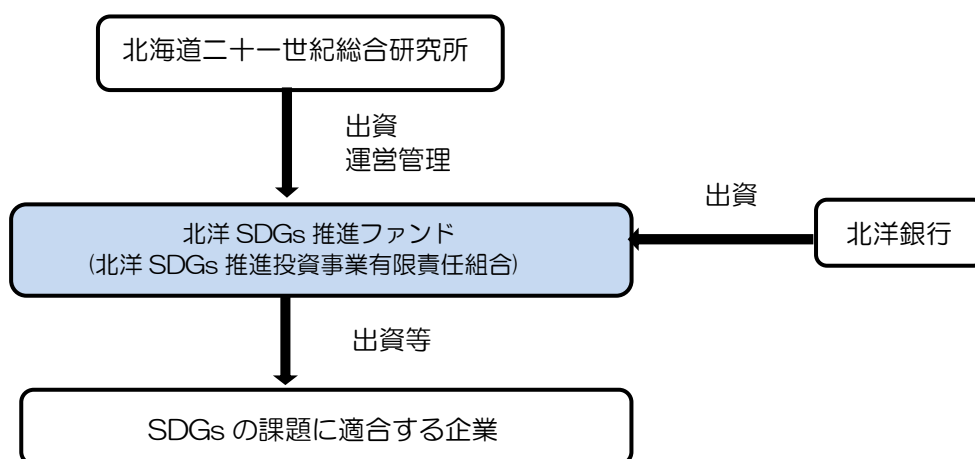 北海道二十一世紀総合研究所
出資
運営管理
出資
北洋 SDGs 推進ファンド
(北洋 SDGs 推進投資事業有限責任組合)
北洋銀行
出資等
SDGs の課題に適合する企業